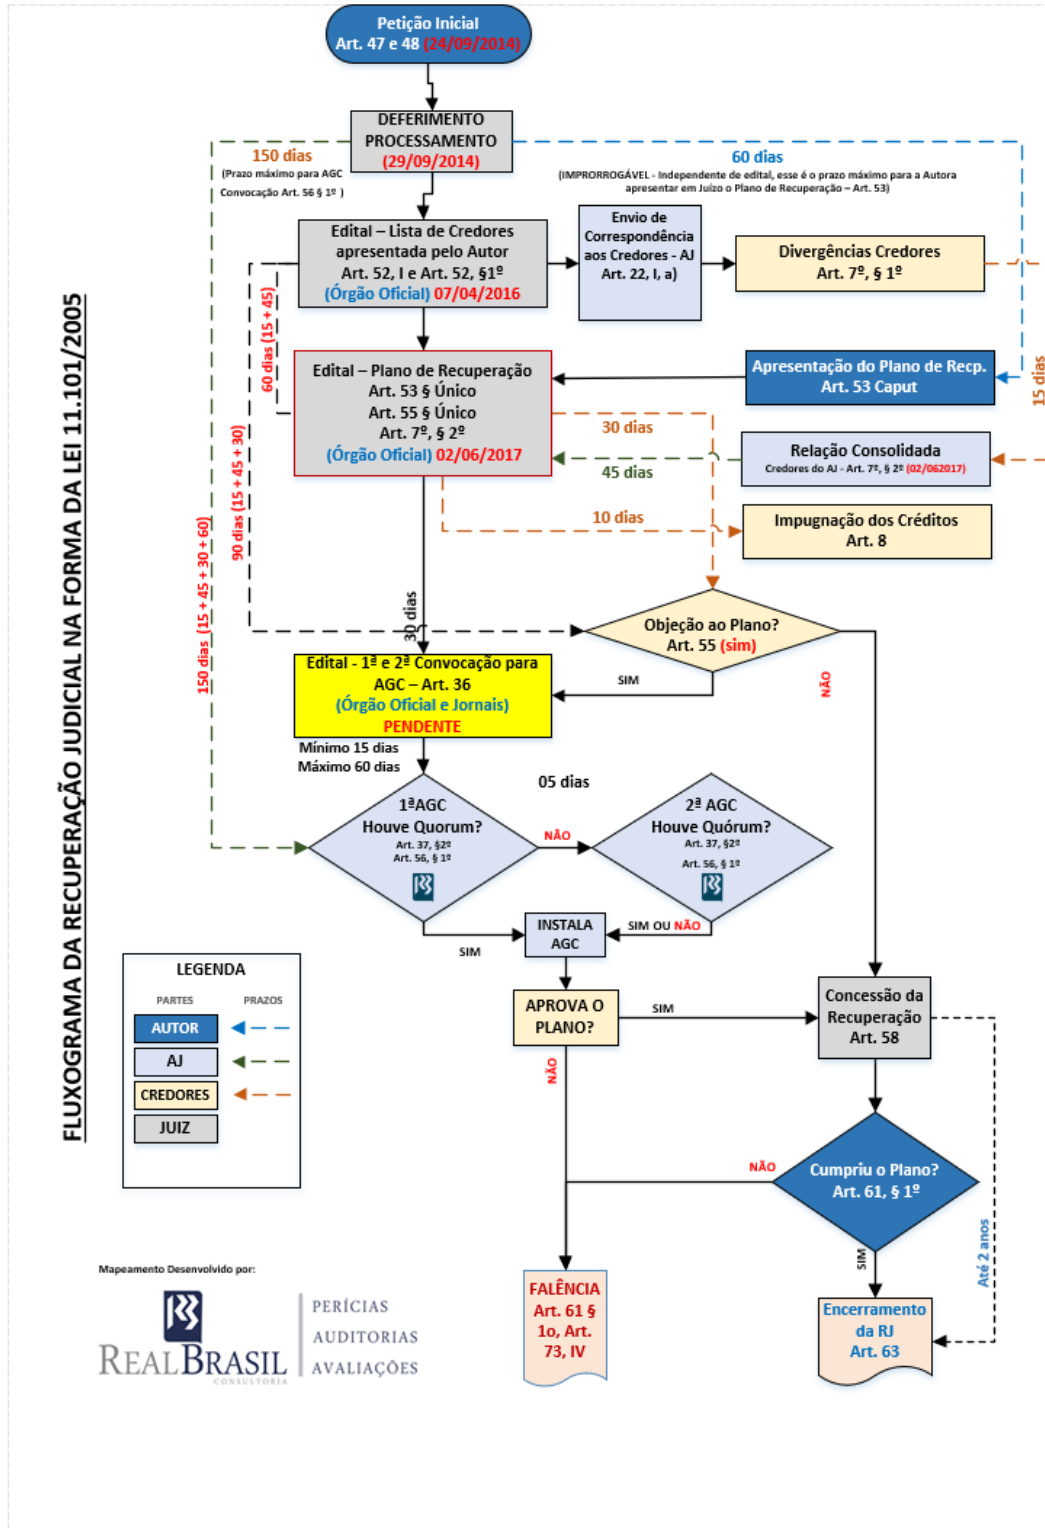 Petição Inicial
Art. 47 e 48 (24/09/2014)
DEFERIMENTO
PROCESSAMENTO
(29/09/2014)
150 dias
(Prazo máximo para AGC
Convocação Art. 56 § 1º )
60 dias
(IMPRORROGÁVEL - Independente de edital, esse é o prazo máximo para a Autora
apresentar em Juízo o Plano de Recuperação – Art. 53)
Edital – Lista de Credores
apresentada pelo Autor
Art. 52, I e Art. 52, §1º
(Órgão Oficial) 07/04/2016
Envio de
Correspondência
aos Credores - AJ
Art. 22, I, a)
Divergências Credores
Art. 7º, § 1º
FLUXOGRAMA DA RECUPERAÇÃO JUDICIAL NA FORMA DA LEI 11.101/2005
150 dias (15 + 45 + 30 + 60)
90 dias (15 + 45 + 30)
60 dias (15 + 45)
15 dias
Edital – Plano de Recuperação
Art. 53 § Único
Art. 55 § Único
Art. 7º, § 2º
(Órgão Oficial) 02/06/2017
Apresentação do Plano de Recp.
Art. 53 Caput
30 dias
45 dias
Relação Consolidada
Credores do AJ - Art. 7º, § 2º (02/062017)
10 dias
Impugnação dos Créditos
Art. 8
30 dias
Objeção ao Plano?
Art. 55 (sim)
SIM
NÃO
Edital - 1ª e 2ª Convocação para
AGC – Art. 36
(Órgão Oficial e Jornais)
PENDENTE
Mínimo 15 dias
Máximo 60 dias
05 dias
1ªAGC
Houve Quorum?
Art. 37, §2º
Art. 56, § 1º
NÃO
2ª AGC
Houve Quórum?
Art. 37, §2º
Art. 56, § 1º
SIM
INSTALA
AGC
SIM OU NÃO
APROVA O
PLANO?
SIM
NÃO
Concessão da
Recuperação
Art. 58
LEGENDA
PARTES PRAZOS
AUTOR
AJ
CREDORES
JUIZ
NÃO
Cumpriu o Plano?
Art. 61, § 1º
SIM
Até 2 anos
FALÊNCIA
Art. 61 §
1o, Art.
73, IV
Encerramento
da RJ
Art. 63
Mapeamento Desenvolvido por:
REALBRASIL
CONSULTORIA
PERÍCIAS
AUDITORIAS
AVALIAÇÕES